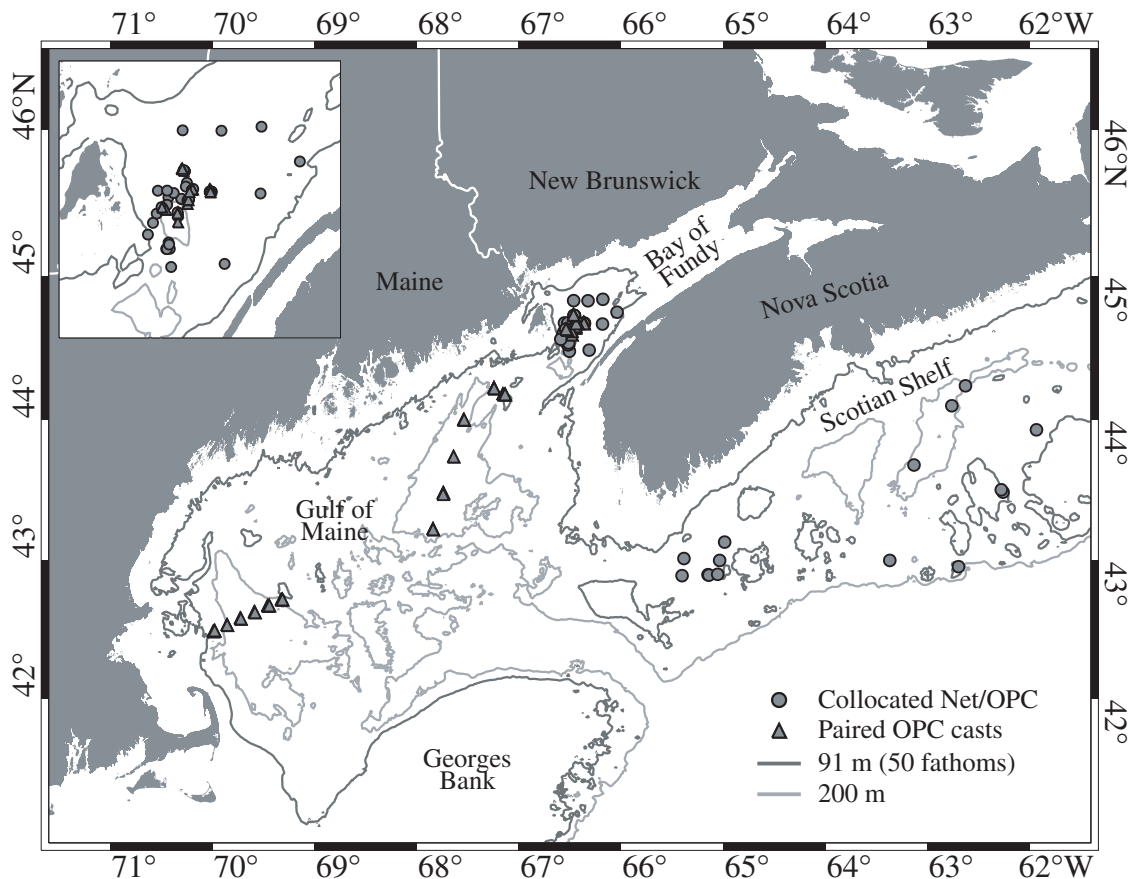 71° 70° 69° 68° 67° 66° 65° 64° 63° 62°W
46°N
46°N
New Brunswick
Bay of
Fundy
45°
45°
Maine
Nova Scotia
Scotian Shelf
44°
44°
Gulf of
Maine
43°
43°
42°
42°
Collocated Net/OPC
Paired OPC casts
91 m (50 fathoms)
200 m
Georges
Bank
71° 70° 69° 68° 67° 66° 65° 64° 63° 62°W